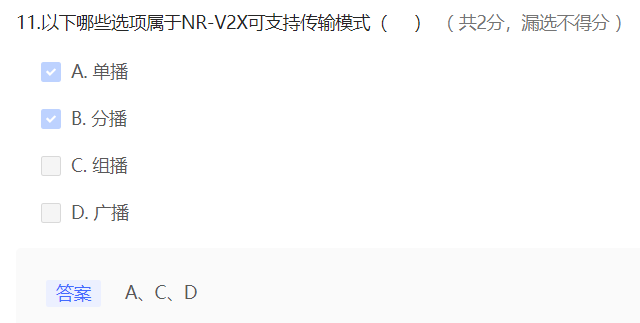 11.以下哪些选项属于NR-V2X可支持传输模式（ ）（ 共2分，漏选不得分 ）
A. 单播
B. 分播
C. 组播
D. 广播
答案 A、C、D